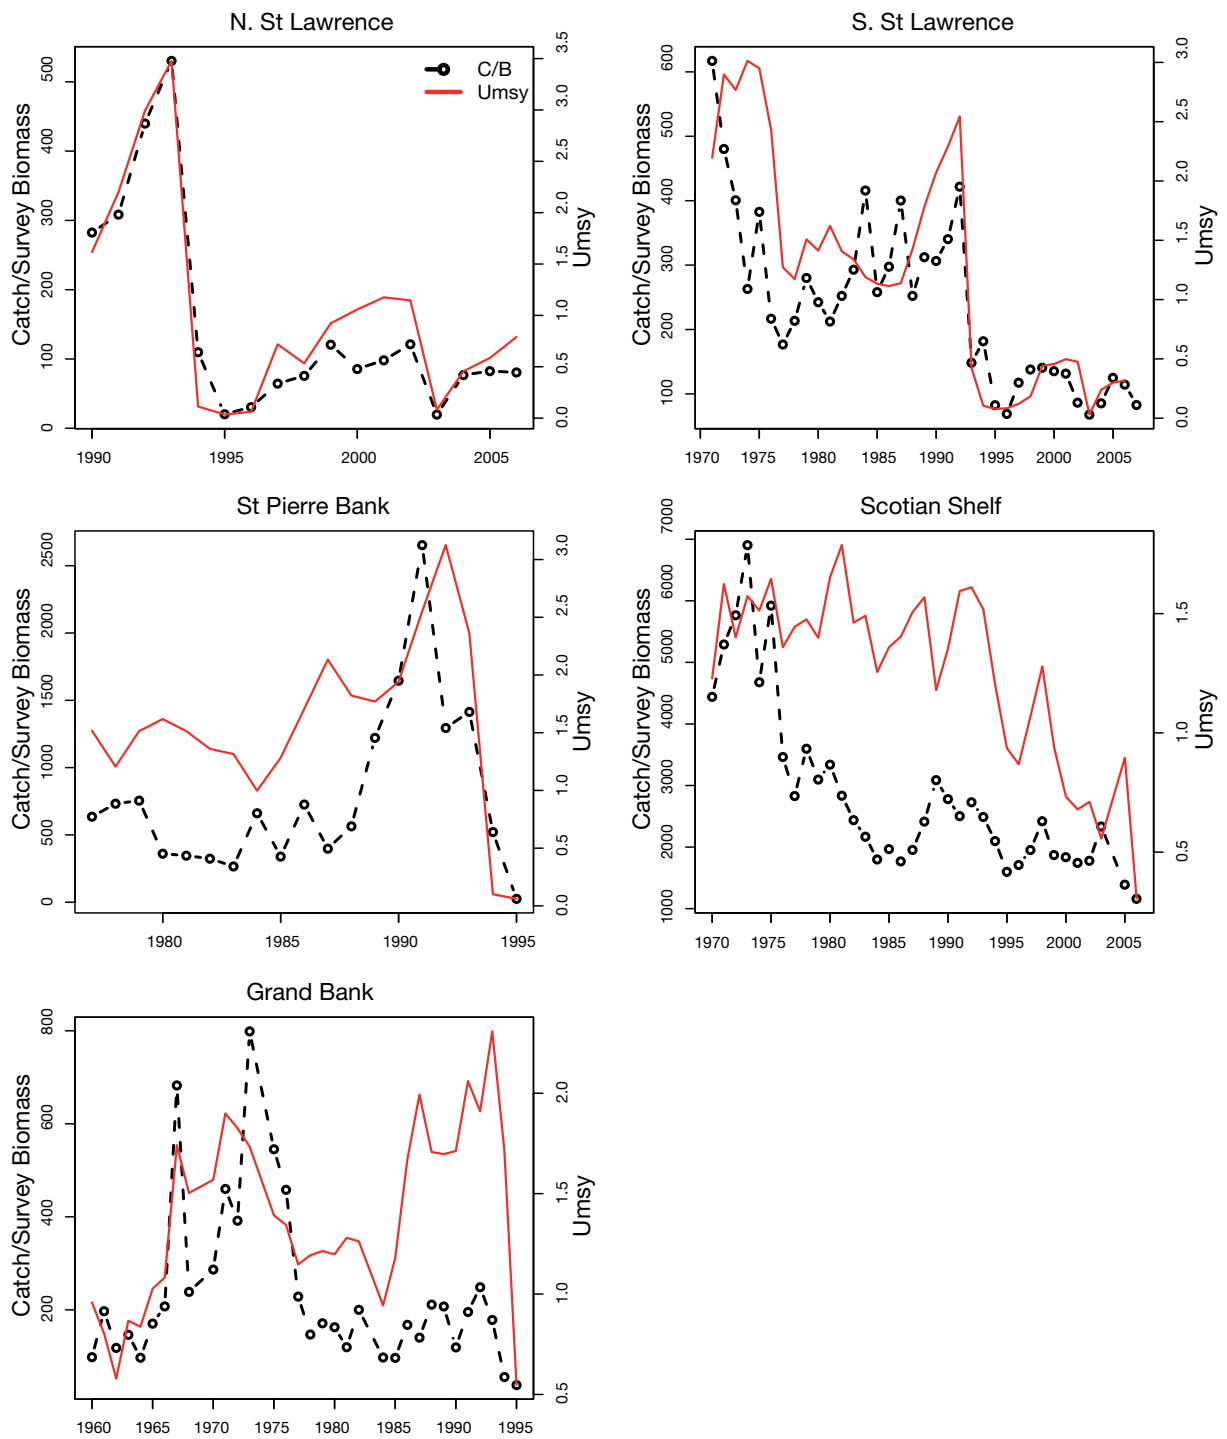 N. St Lawrence
Catch/Survey Biomass
0 100 200 300 400 500
C/B
Umsy
0.0 0.5 1.0 1.5 2.0 2.5 3.0 3.5
Umsy
1990 1995 2000 2005
S. St Lawrence
Catch/Survey Biomass
100 200 300 400 500 600
0.0 0.5 1.0 1.5 2.0 2.5 3.0
Umsy
1970 1975 1980 1985 1990 1995 2000 2005
St Pierre Bank
Catch/Survey Biomass
0 500 1000 1500 2000 2500
0.0 0.5 1.0 1.5 2.0 2.5 3.0
Umsy
1980 1985 1990 1995
Scotian Shelf
Catch/Survey Biomass
1000 2000 3000 4000 5000 6000 7000
0.5 1.0 1.5
Umsy
1970 1975 1980 1985 1990 1995 2000 2005
Grand Bank
Catch/Survey Biomass
200 400 600 800
0.5 1.0 1.5 2.0
Umsy
1960 1965 1970 1975 1980 1985 1990 1995